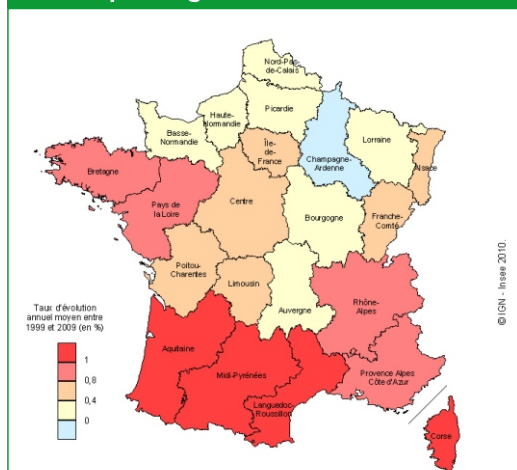 Nord-Pas-
de-Calais
Picardie
Haute-
Normandie
Basse-
Normandie
Île-
de-
France
Champagne-
Ardenne
Lorraine
Alsace
Bretagne
Pays de
la Loire
Centre
Bourgogne
Franche-
Comté
Poitou-
Charentes
Limousin
Auvergne
Rhône-
Alpes
Aquitaine
Midi-Pyrénées
Languedoc-
Roussillon
Provence Alpes
Côte d'Azur
Corse
Taux d'évolution
annuel moyen entre
1999 et 2009 (en %)
1
0,8
0,4
0
© IGN - Insee 2010.